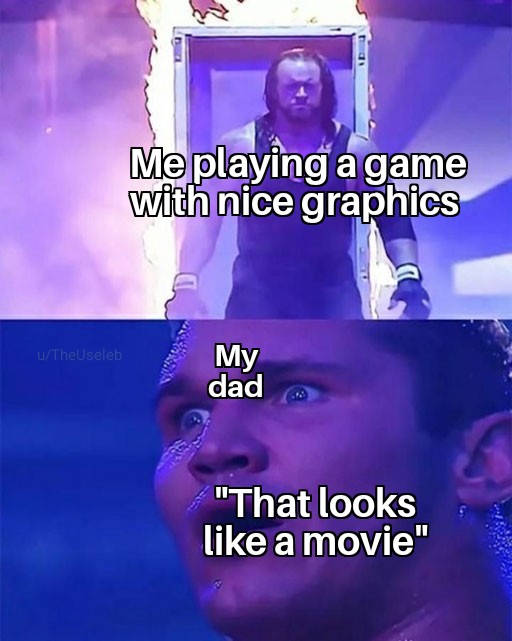 Me playing a game
with nice graphics
u/TheUseleb
My
dad
"That looks
like a movie"